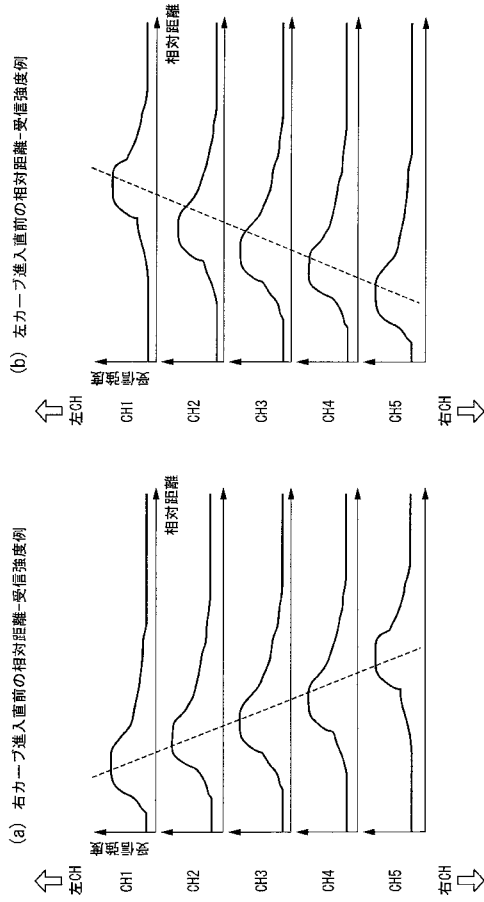 (a) 右カーブ進入直前の相対距離-受信強度例
左CH
受信強度
CH1
相対距離
CH2
CH3
CH4
CH5
右CH
(b) 左カーブ進入直前の相対距離-受信強度例
左CH
受信強度
CH1
相対距離
CH2
CH3
CH4
CH5
右CH